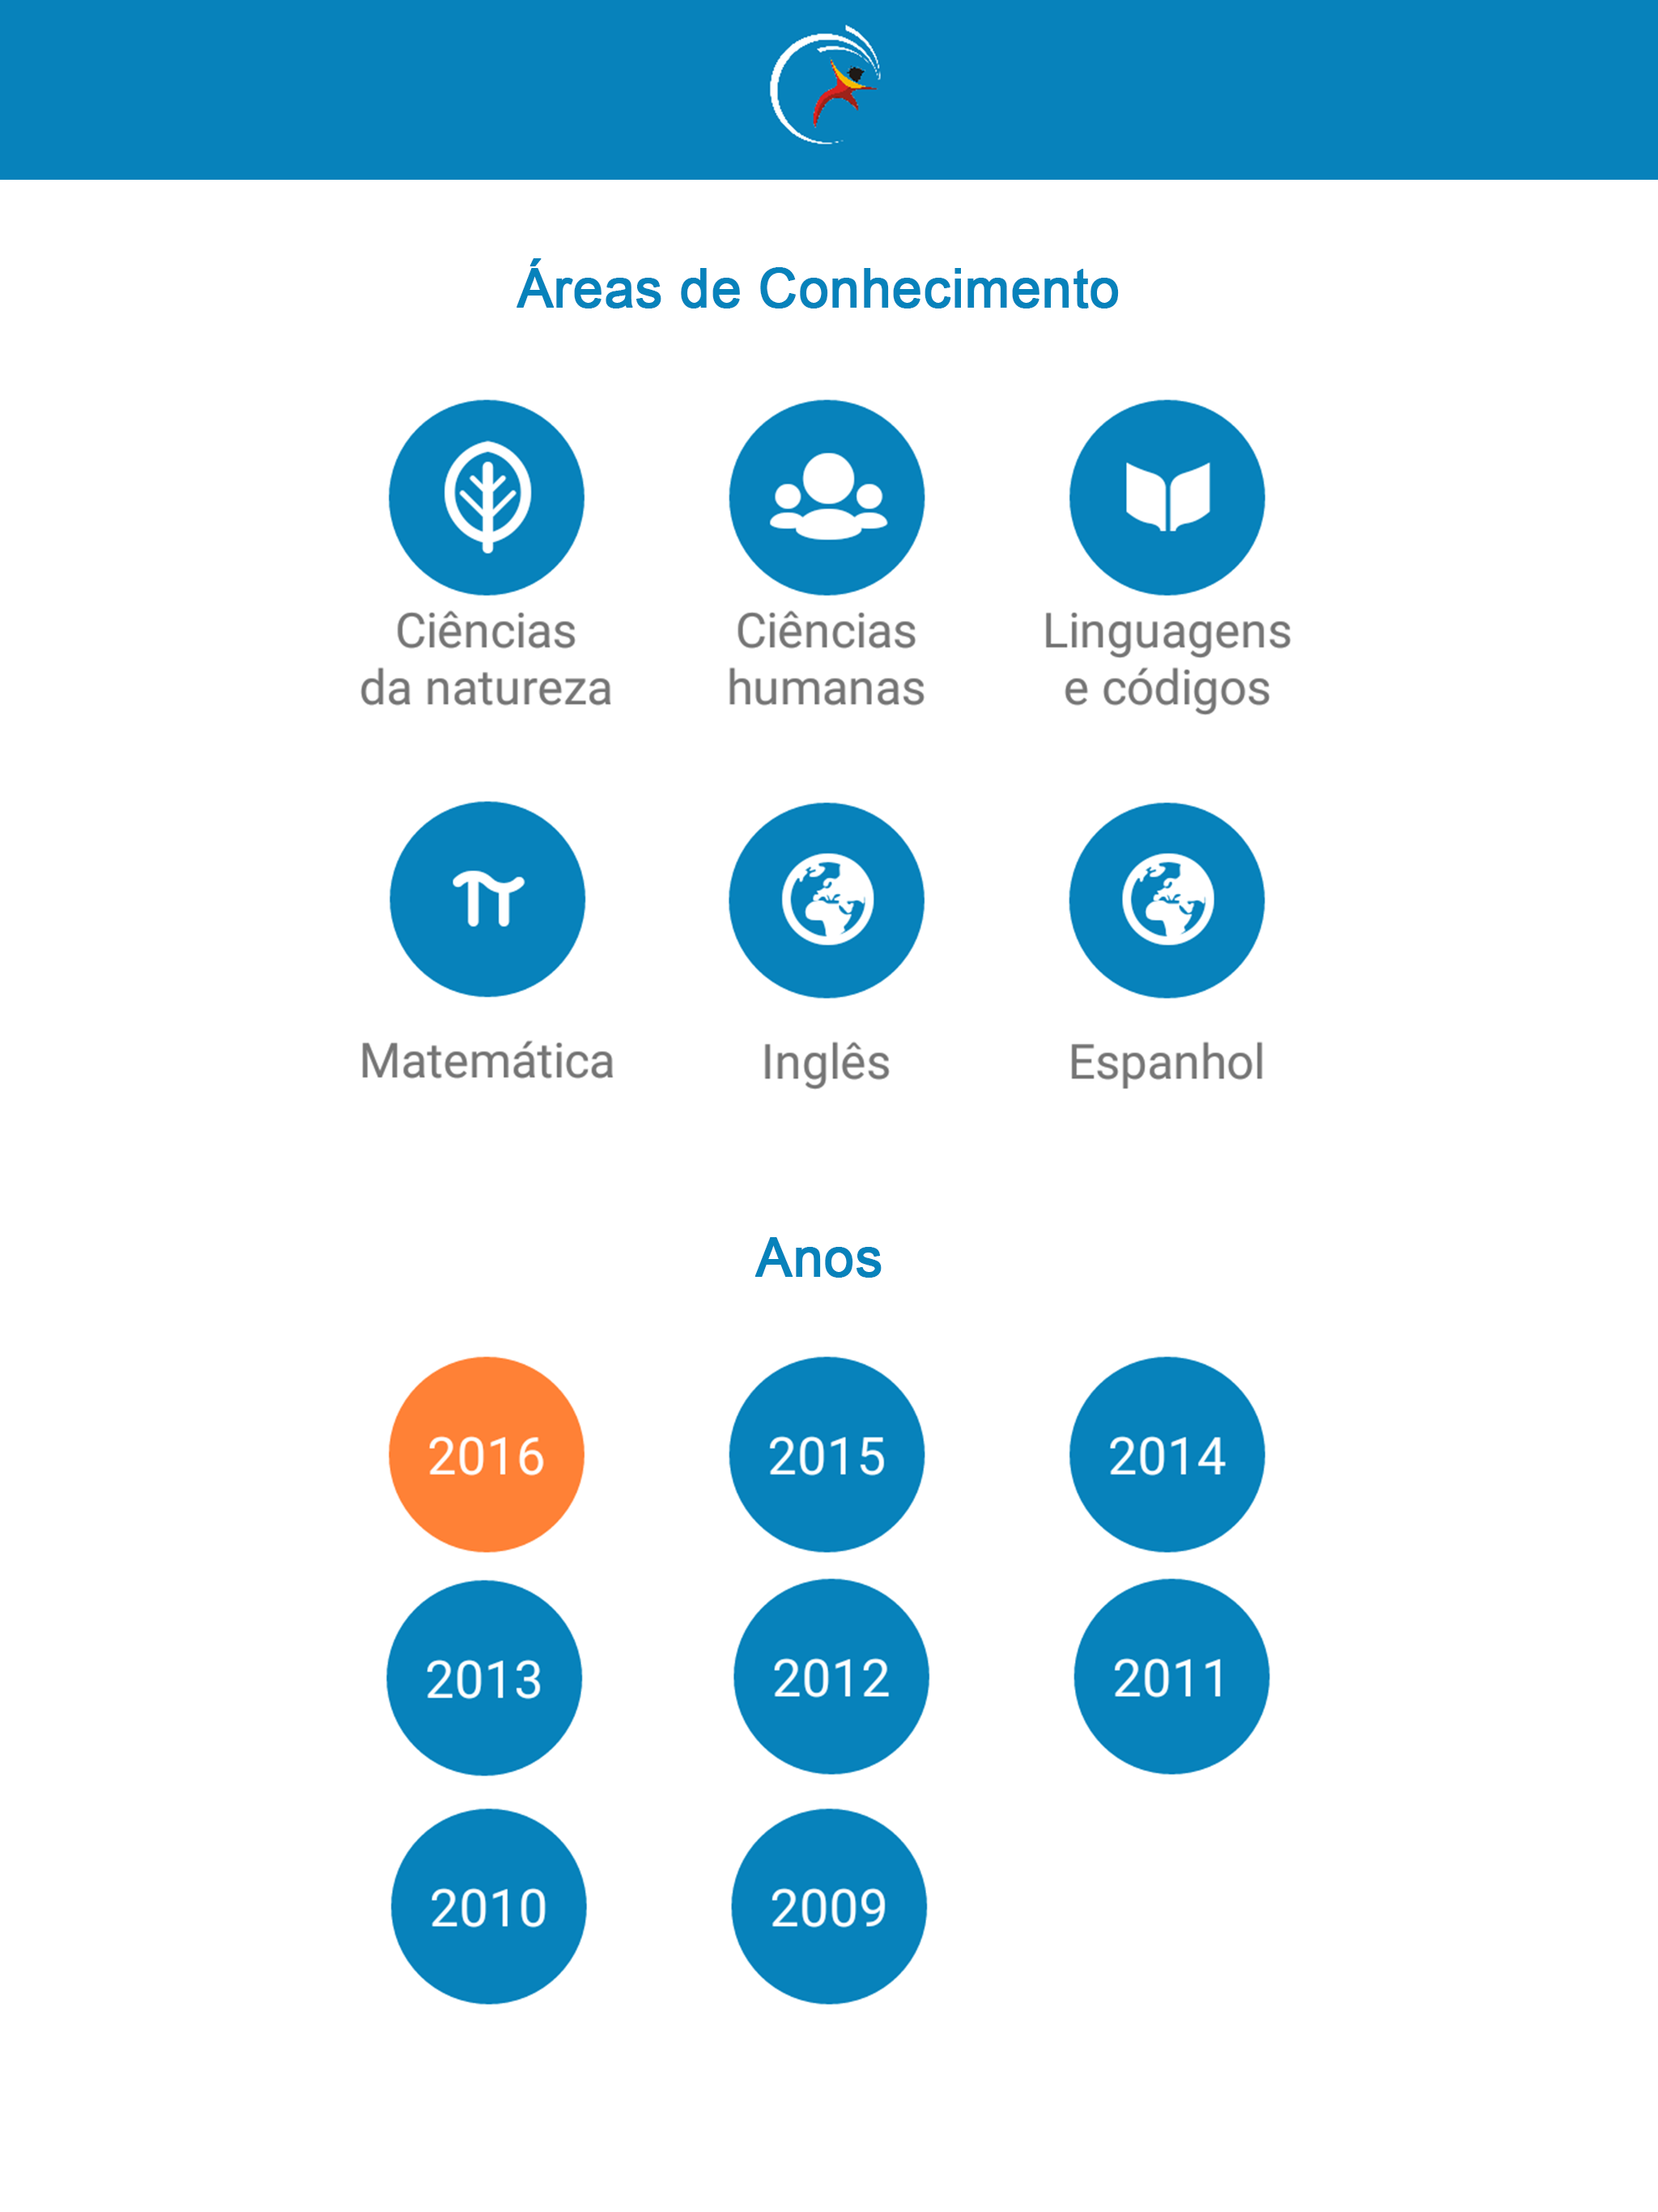 Áreas de Conhecimento
Ciências
da natureza
Ciências
humanas
Linguagens
e códigos
Matemática
Inglês
Espanhol
Anos
2016
2015
2014
2013
2012
2011
2010
2009